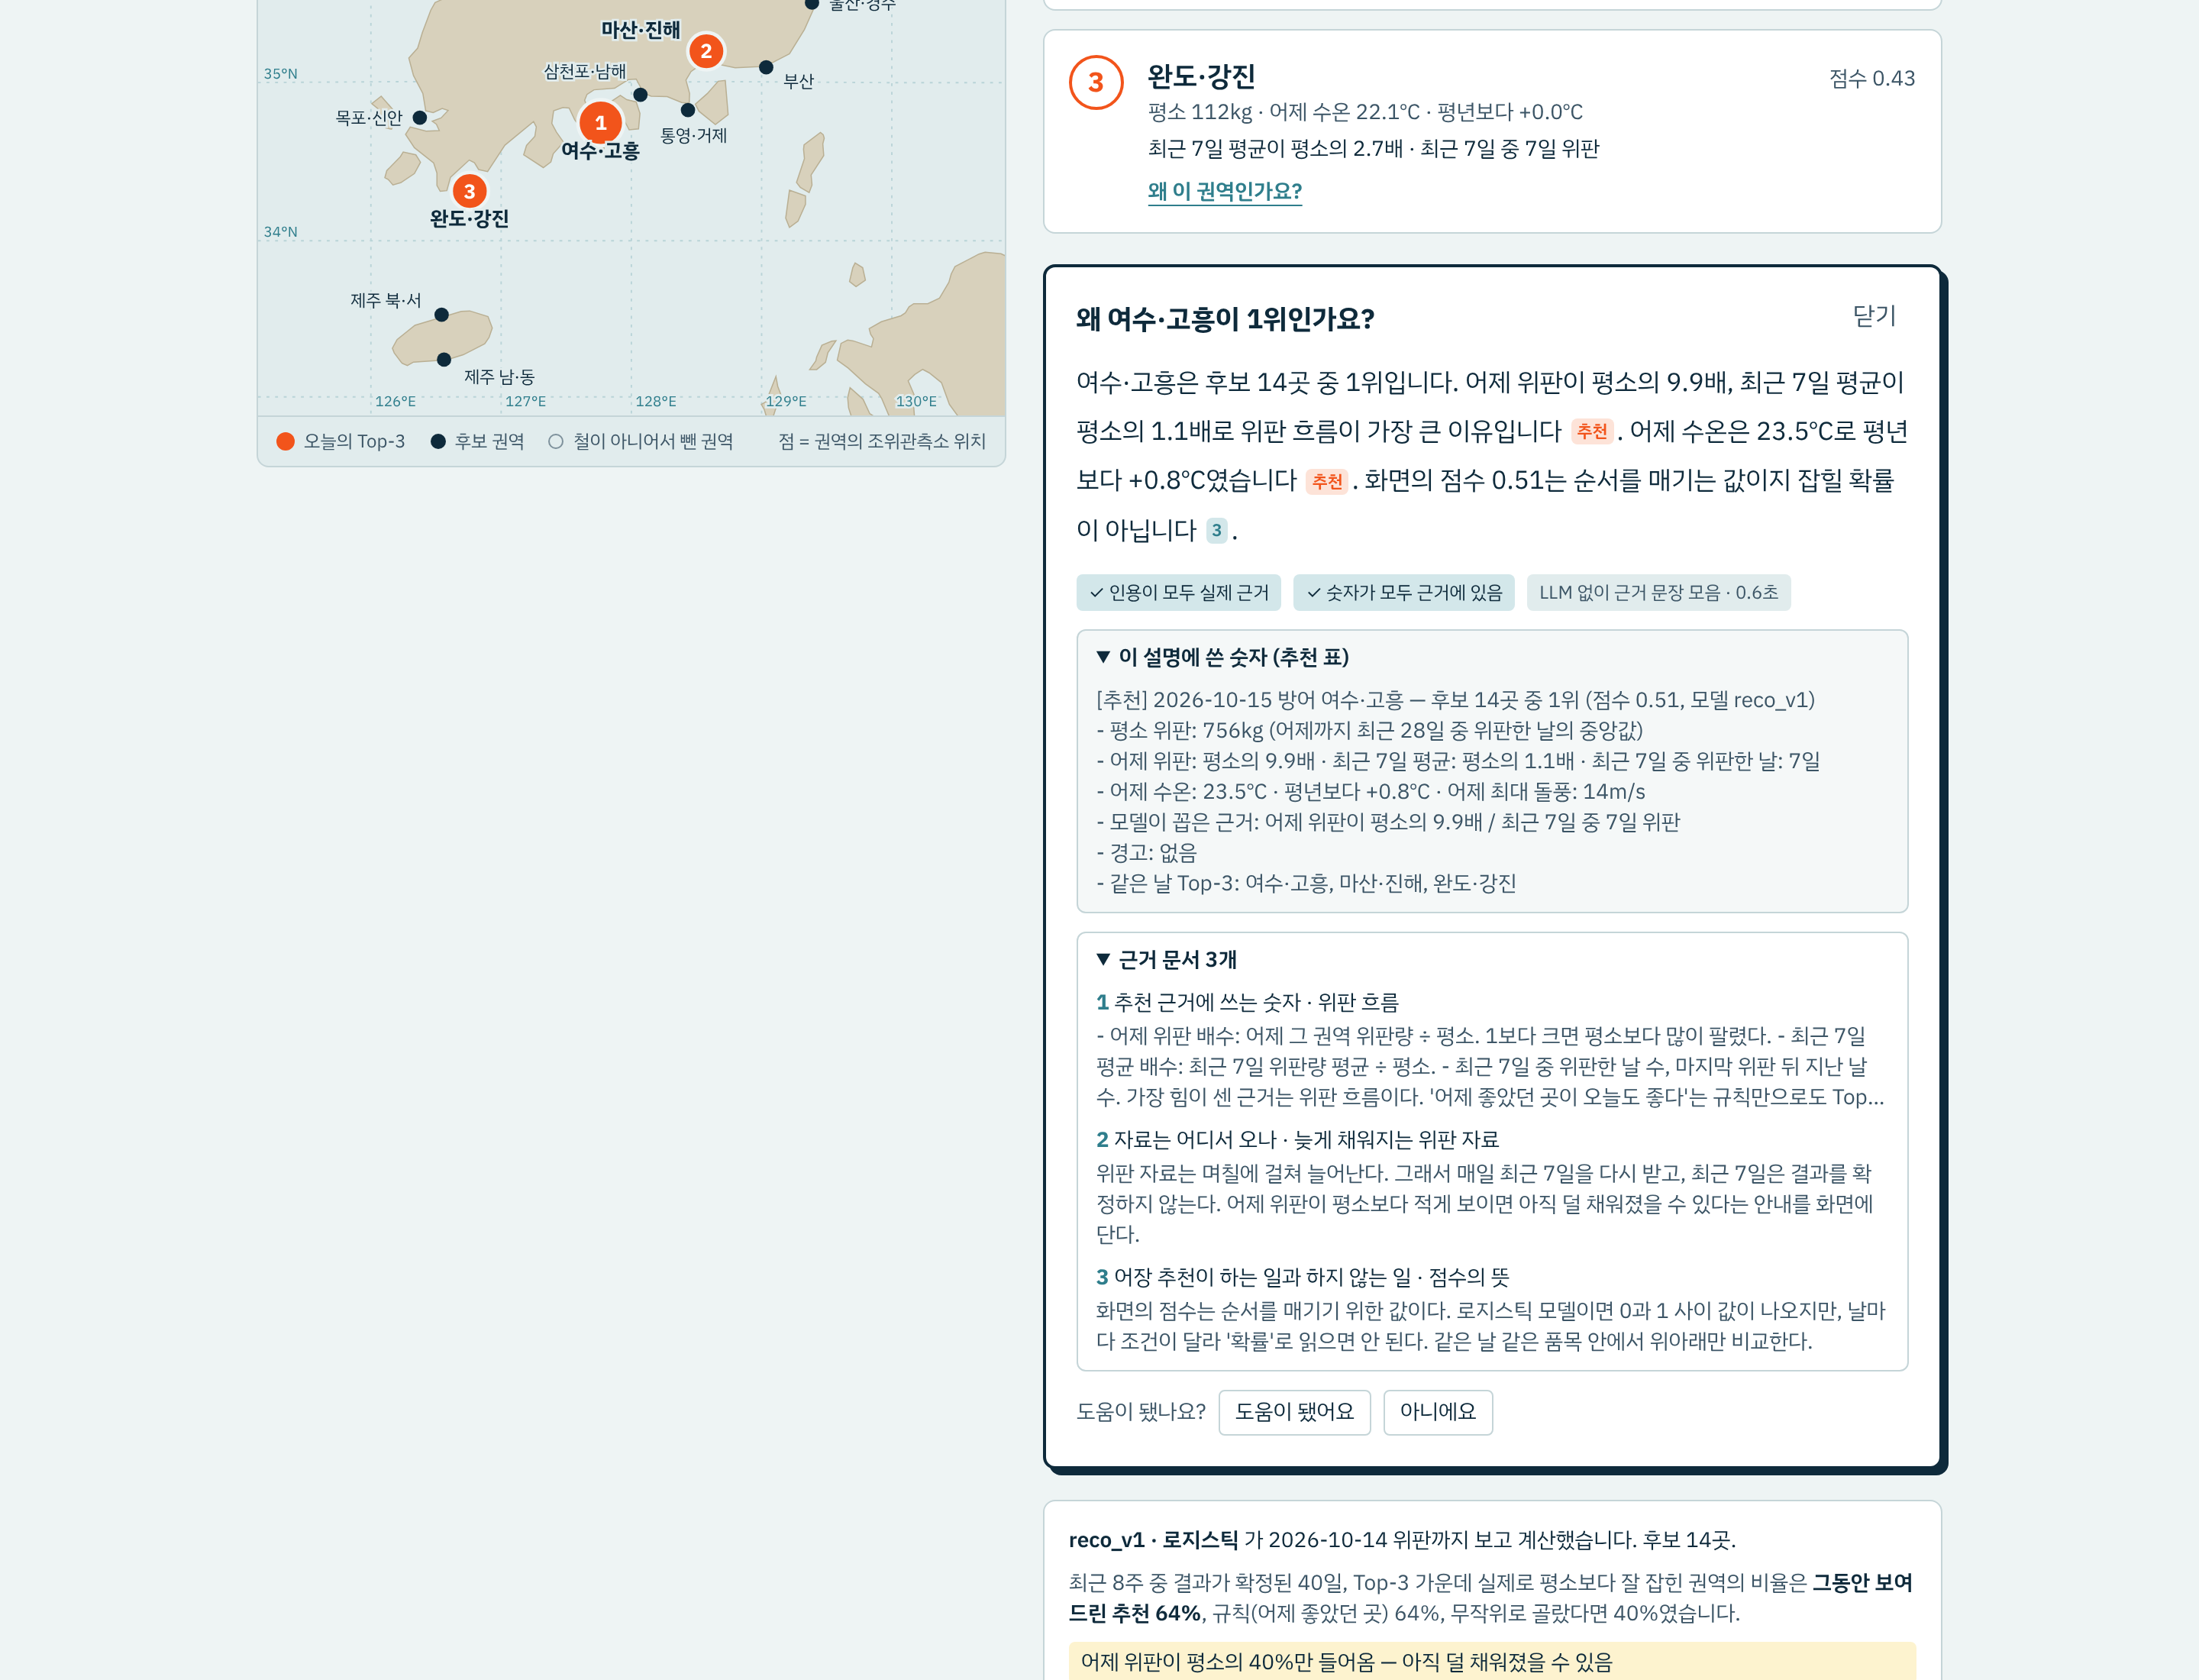 울산·경주
마산·진해
2
35°N
삼천포·남해
부산
목포·신안
1
통영·거제
여수·고흥
3
완도·강진
34°N
제주 북·서
제주 남·동
126°E
127°E
128°E
129°E
130°E
오늘의 Top-3
후보 권역
철이 아니어서 뺀 권역
점 = 권역의 조위관측소 위치
3
완도·강진
점수 0.43
평소 112kg · 어제 수온 22.1°C · 평년보다 +0.0°C
최근 7일 평균이 평소의 2.7배 · 최근 7일 중 7일 위판
왜 이 권역인가요?
왜 여수·고흥이 1위인가요?
닫기
여수·고흥은 후보 14곳 중 1위입니다. 어제 위판이 평소의 9.9배, 최근 7일 평균이
평소의 1.1배로 위판 흐름이 가장 큰 이유입니다 추천 . 어제 수온은 23.5°C로 평년
보다 +0.8°C였습니다 추천 . 화면의 점수 0.51는 순서를 매기는 값이지 잡힐 확률
이 아닙니다 3 .
✓ 인용이 모두 실제 근거
✓ 숫자가 모두 근거에 있음
LLM 없이 근거 문장 모음 · 0.6초
▼ 이 설명에 쓴 숫자 (추천 표)
[추천] 2026-10-15 방어 여수·고흥 — 후보 14곳 중 1위 (점수 0.51, 모델 reco_v1)
- 평소 위판: 756kg (어제까지 최근 28일 중 위판한 날의 중앙값)
- 어제 위판: 평소의 9.9배 · 최근 7일 평균: 평소의 1.1배 · 최근 7일 중 위판한 날: 7일
- 어제 수온: 23.5°C · 평년보다 +0.8°C · 어제 최대 돌풍: 14m/s
- 모델이 꼽은 근거: 어제 위판이 평소의 9.9배 / 최근 7일 중 7일 위판
- 경고: 없음
- 같은 날 Top-3: 여수·고흥, 마산·진해, 완도·강진
▼ 근거 문서 3개
1 추천 근거에 쓰는 숫자 · 위판 흐름
- 어제 위판 배수: 어제 그 권역 위판량 ÷ 평소. 1보다 크면 평소보다 많이 팔렸다. - 최근 7일
평균 배수: 최근 7일 위판량 평균 ÷ 평소. - 최근 7일 중 위판한 날 수, 마지막 위판 뒤 지난 날
수. 가장 힘이 센 근거는 위판 흐름이다. '어제 좋았던 곳이 오늘도 좋다'는 규칙만으로도 Top…
2 자료는 어디서 오나 · 늦게 채워지는 위판 자료
위판 자료는 며칠에 걸쳐 늘어난다. 그래서 매일 최근 7일을 다시 받고, 최근 7일은 결과를 확
정하지 않는다. 어제 위판이 평소보다 적게 보이면 아직 덜 채워졌을 수 있다는 안내를 화면에
단다.
3 어장 추천이 하는 일과 하지 않는 일 · 점수의 뜻
화면의 점수는 순서를 매기기 위한 값이다. 로지스틱 모델이면 0과 1 사이 값이 나오지만, 날마
다 조건이 달라 '확률'로 읽으면 안 된다. 같은 날 같은 품목 안에서 위아래만 비교한다.
도움이 됐나요?
도움이 됐어요
아니에요
reco_v1 · 로지스틱 가 2026-10-14 위판까지 보고 계산했습니다. 후보 14곳.
최근 8주 중 결과가 확정된 40일, Top-3 가운데 실제로 평소보다 잘 잡힌 권역의 비율은 그동안 보여
드린 추천 64%, 규칙(어제 좋았던 곳) 64%, 무작위로 골랐다면 40%였습니다.
어제 위판이 평소의 40%만 들어옴 — 아직 덜 채워졌을 수 있음